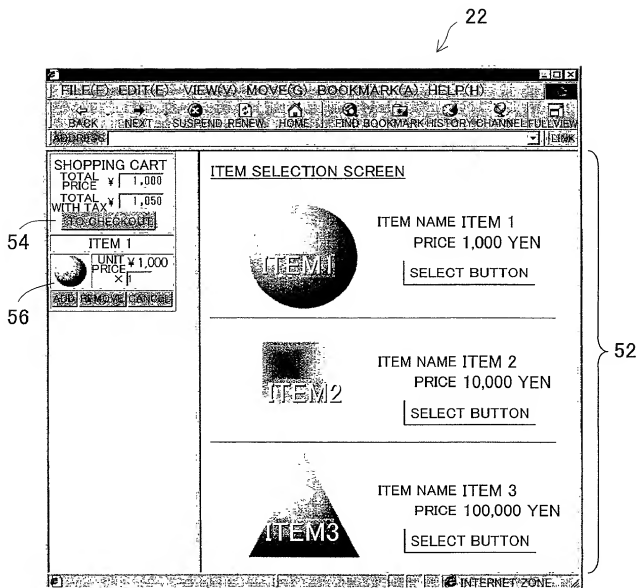 22
FILE(F) EDIT(E) VIEW(V) MOVE(G) BOOKMARK(A) HELP(H)
BACK NEXT SUSPEND RENEW HOME FIND BOOKMARK HISTORY CHANNEL FULLVIEW
ADDRESS LINK
SHOPPING CART
TOTAL PRICE ¥ 1,000
TOTAL WITH TAX ¥ 1,050
TO CHECKOUT
54
ITEM 1
UNIT PRICE ¥1,000
× 1
56
ADD REMOVE CANCEL
ITEM SELECTION SCREEN
ITEM1
ITEM NAME ITEM 1
PRICE 1,000 YEN
SELECT BUTTON
ITEM2
ITEM NAME ITEM 2
PRICE 10,000 YEN
SELECT BUTTON
52
ITEM3
ITEM NAME ITEM 3
PRICE 100,000 YEN
SELECT BUTTON
INTERNET ZONE